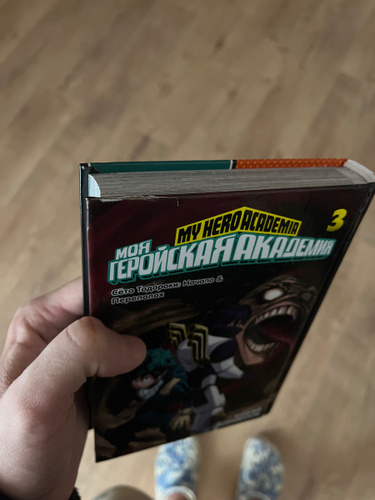 MY HERO ACADEMIA
3
МОЯ
ГЕРОЙСКАЯ АКАДЕМИЯ
Сёто Тодороки: Начало &
Переполох